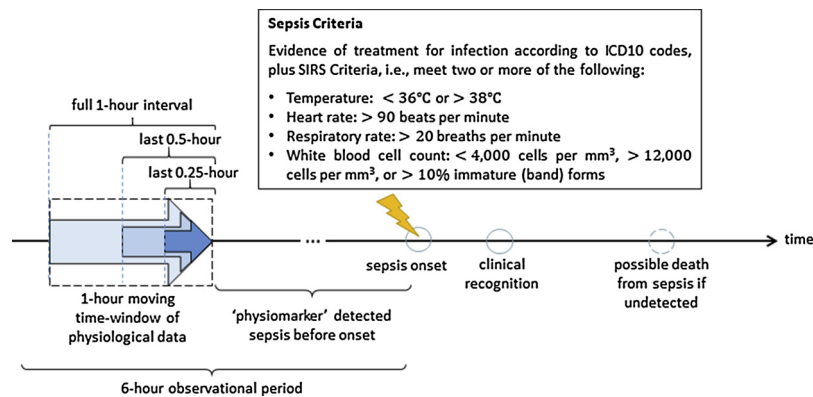 Sepsis Criteria
Evidence of treatment for infection according to ICD10 codes,
plus SIRS Criteria, i.e., meet two or more of the following:
• Temperature: < 36°C or > 38°C
• Heart rate: > 90 beats per minute
• Respiratory rate: > 20 breaths per minute
• White blood cell count: < 4,000 cells per mm³, > 12,000
cells per mm³, or > 10% immature (band) forms
full 1-hour interval
last 0.5-hour
last 0.25-hour
...
time
sepsis onset
clinical
recognition
possible death
from sepsis if
undetected
1-hour moving
time-window of
physiological data
'physiomarker' detected
sepsis before onset
6-hour observational period